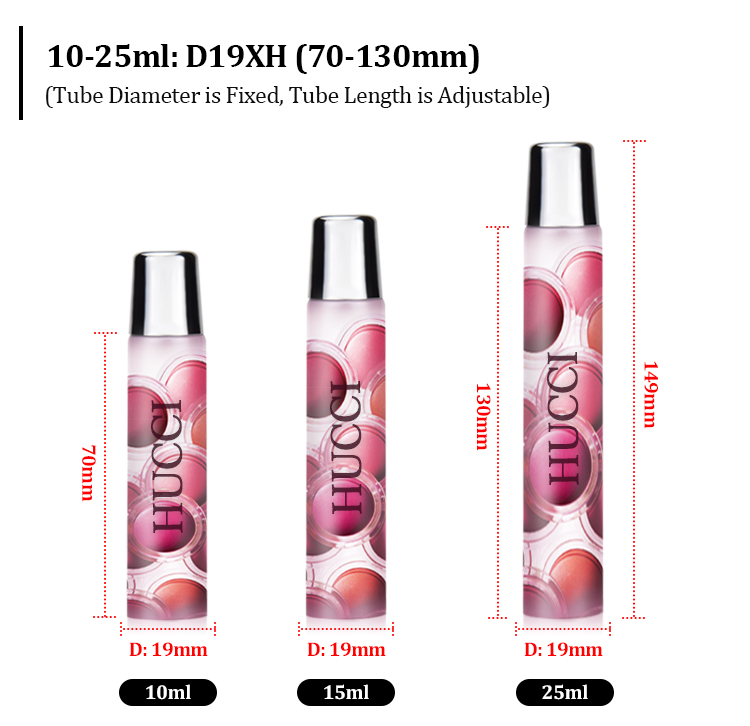 10-25ml: D19XH (70-130mm)
(Tube Diameter is Fixed, Tube Length is Adjustable)
70mm
HUCCI
HUCCI
130mm
HUCCI
149mm
D: 19mm
D: 19mm
D: 19mm
10ml
15ml
25ml